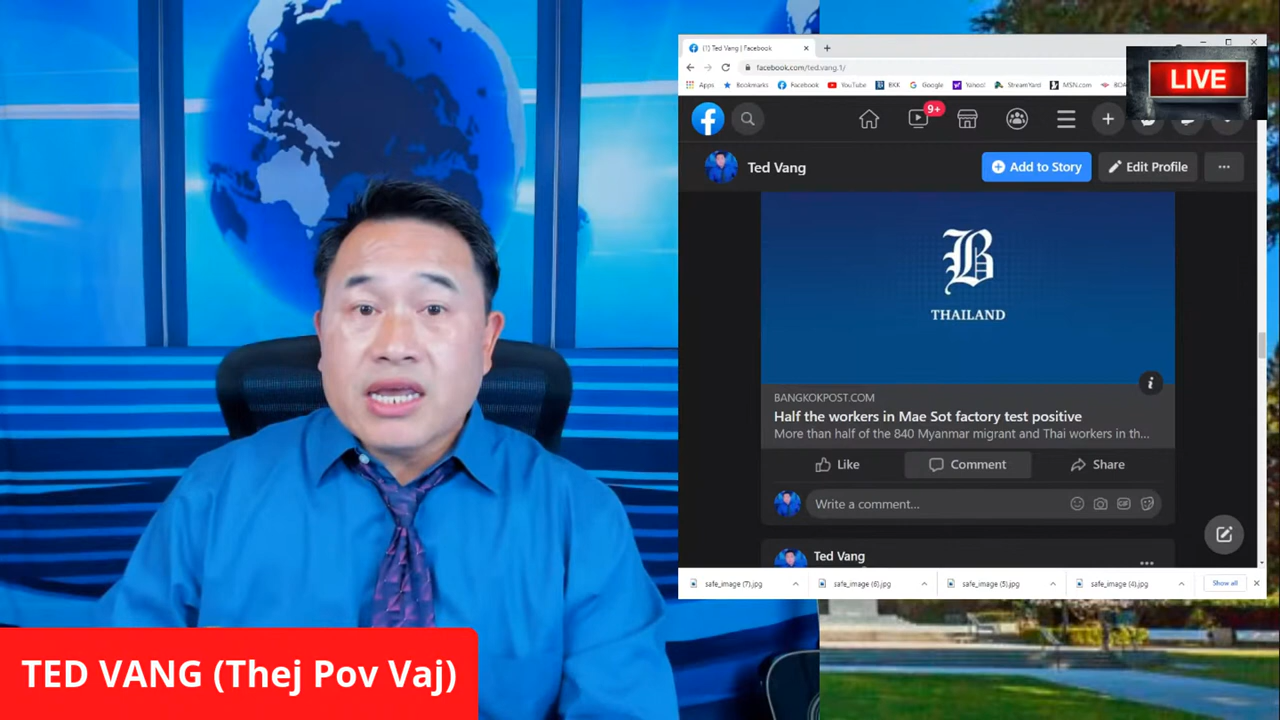 (1) Ted Vang | Facebook
facebook.com/ted.vang.1/
Apps
Bookmarks
Facebook
YouTube
BKK
Google
Yahoo!
StreamYard
MSN.com
LIVE
9+
Ted Vang
Add to Story
Edit Profile
B
THAILAND
BANGKOKPOST.COM
Half the workers in Mae Sot factory test positive
More than half of the 840 Myanmar migrant and Thai workers in th...
Like
Comment
Share
Write a comment...
GIF
Ted Vang
safe_image (7).jpg
safe_image (6).jpg
safe_image (5).jpg
safe_image (4).jpg
Show all
TED VANG (Thej Pov Vaj)